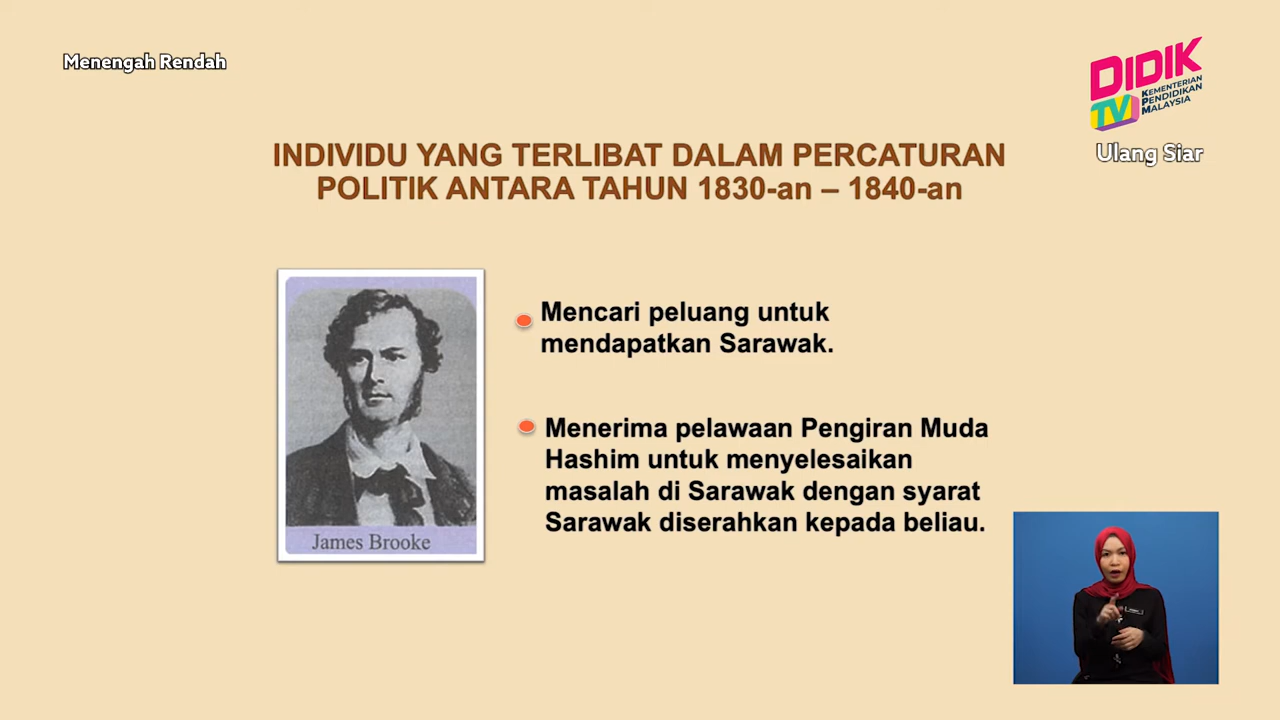 Menengah Rendah
DIDIK
TV
KEMENTERIAN
PENDIDIKAN
MALAYSIA
Ulang Siar
INDIVIDU YANG TERLIBAT DALAM PERCATURAN
POLITIK ANTARA TAHUN 1830-an – 1840-an
Mencari peluang untuk
mendapatkan Sarawak.
Menerima pelawaan Pengiran Muda
Hashim untuk menyelesaikan
masalah di Sarawak dengan syarat
Sarawak diserahkan kepada beliau.
James Brooke